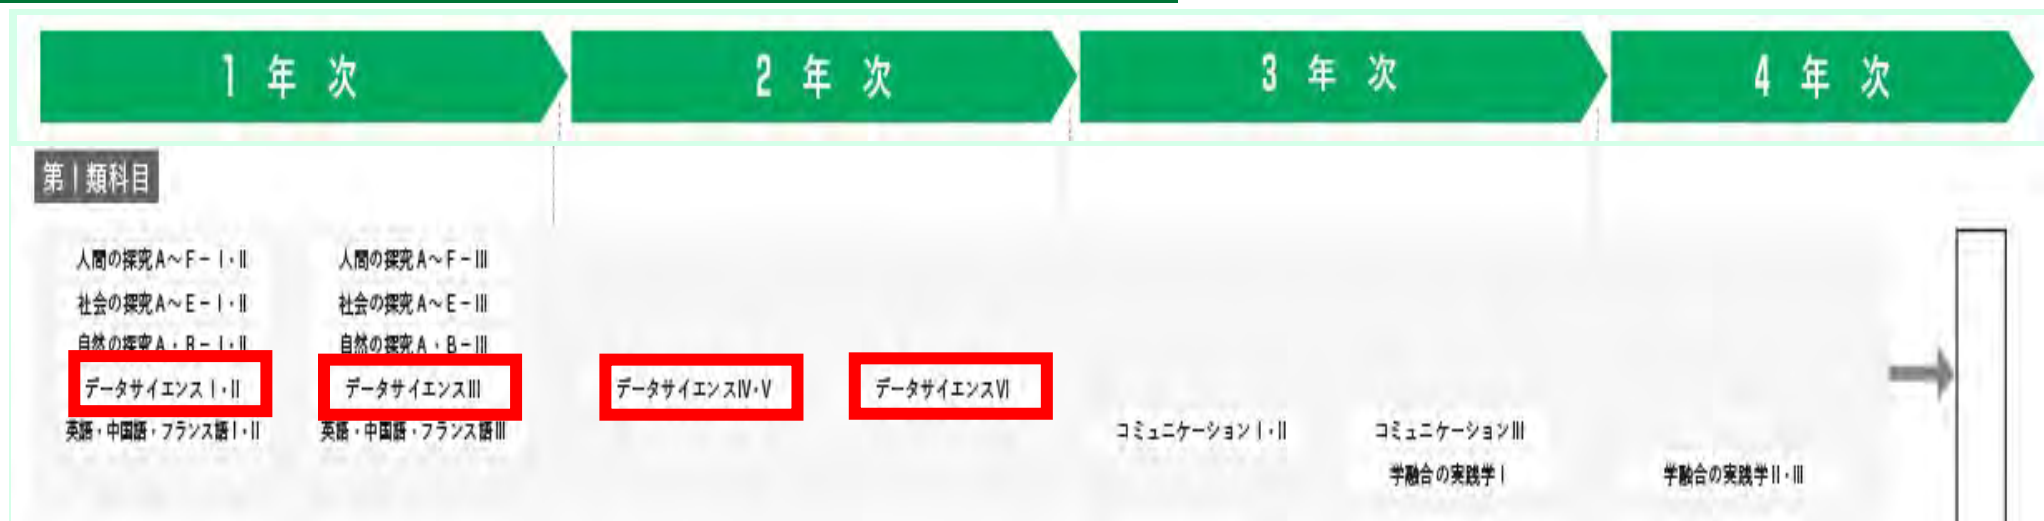 1 年 次
2 年 次
3 年 次
4 年 次
第Ⅰ類科目
人間の探究A～F－Ⅰ・Ⅱ
人間の探究A～F－Ⅲ
社会の探究A～E－Ⅰ・Ⅱ
社会の探究A～E－Ⅲ
自然の探究A・B－Ⅰ・Ⅱ
自然の探究A・B－Ⅲ
データサイエンスⅠ・Ⅱ
データサイエンスⅢ
データサイエンスⅣ・Ⅴ
データサイエンスⅥ
英語・中国語・フランス語Ⅰ・Ⅱ
英語・中国語・フランス語Ⅲ
コミュニケーションⅠ・Ⅱ
コミュニケーションⅢ
学融合の実践学Ⅰ
学融合の実践学Ⅱ・Ⅲ